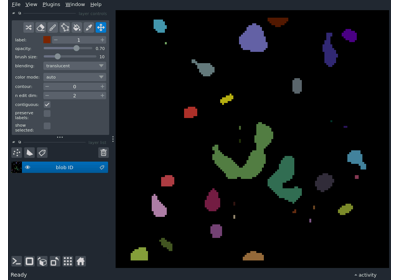 File View Plugins Window Help
label: 1
opacity: 0.70
brush size: 10
blending: translucent
color mode: auto
contour: 0
n edit dim: 2
contiguous:
preserve
labels:
show
selected:
blob ID
activity